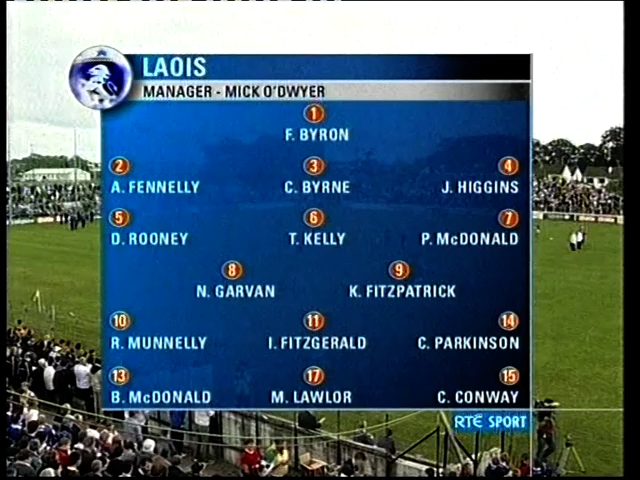 LAOIS
MANAGER - MICK O'DWYER
1
F. BYRON
2 3 4
A. FENNELLY C. BYRNE J. HIGGINS
5 6 7
D. ROONEY T. KELLY P. McDONALD
8 9
N. GARVAN K. FITZPATRICK
10 11 14
R. MUNNELLY I. FITZGERALD C. PARKINSON
13 17 15
B. McDONALD M. LAWLOR C. CONWAY
RTÉ SPORT